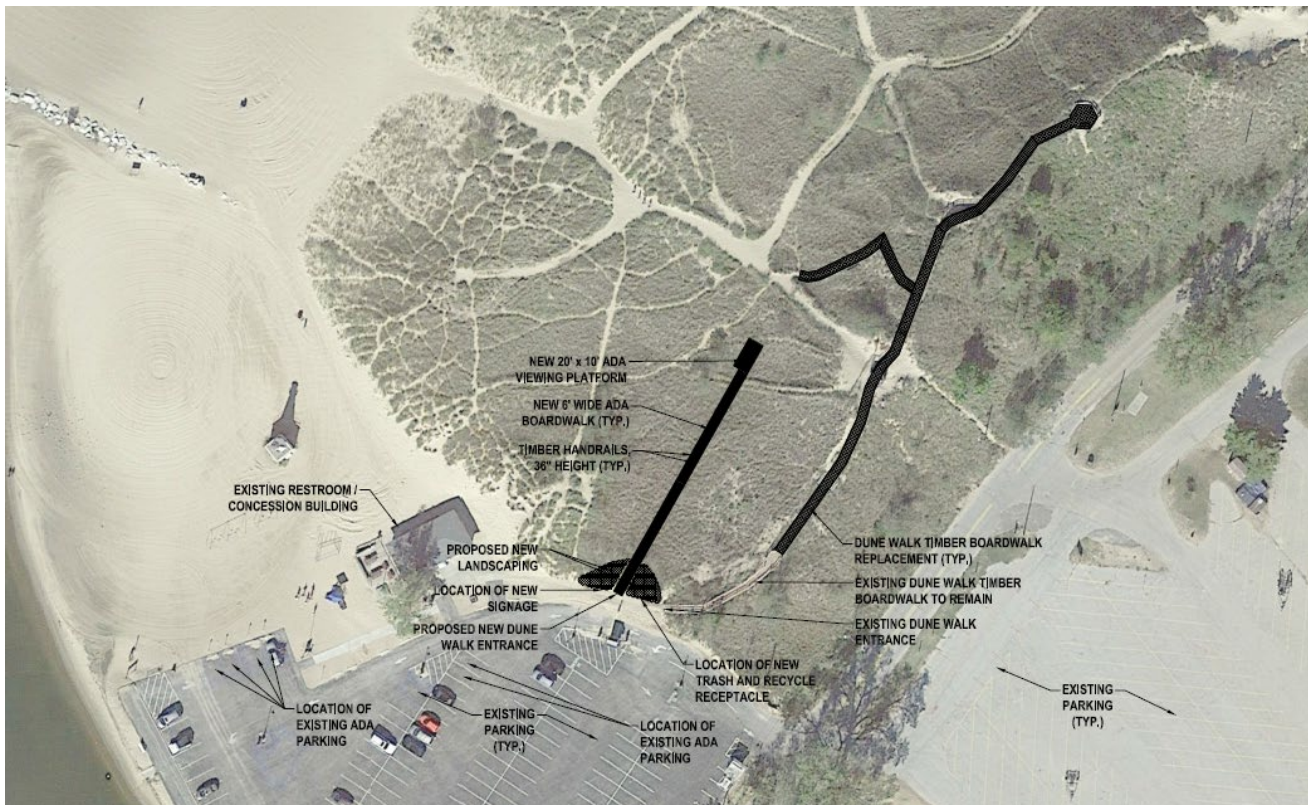 NEW 20' x 10' ADA
VIEWING PLATFORM
NEW 6' WIDE ADA
BOARDWALK (TYP.)
TIMBER HANDRAILS,
36" HEIGHT (TYP.)
EXISTING RESTROOM /
CONCESSION BUILDING
PROPOSED NEW
LANDSCAPING
LOCATION OF NEW
SIGNAGE
PROPOSED NEW DUNE
WALK ENTRANCE
DUNE WALK TIMBER BOARDWALK
REPLACEMENT (TYP.)
EXISTING DUNE WALK TIMBER
BOARDWALK TO REMAIN
EXISTING DUNE WALK
ENTRANCE
LOCATION OF NEW
TRASH AND RECYCLE
RECEPTACLE
LOCATION OF
EXISTING ADA
PARKING
EXISTING
PARKING
(TYP.)
LOCATION OF
EXISTING ADA
PARKING
EXISTING
PARKING
(TYP.)